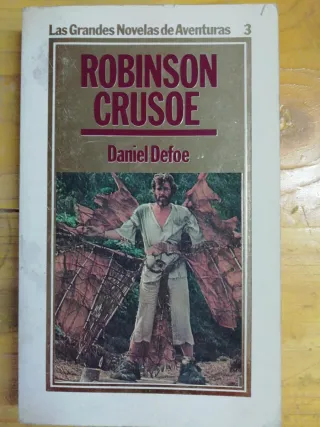 Las Grandes Novelas de Aventuras 3
ROBINSON
CRUSOE
Daniel Defoe